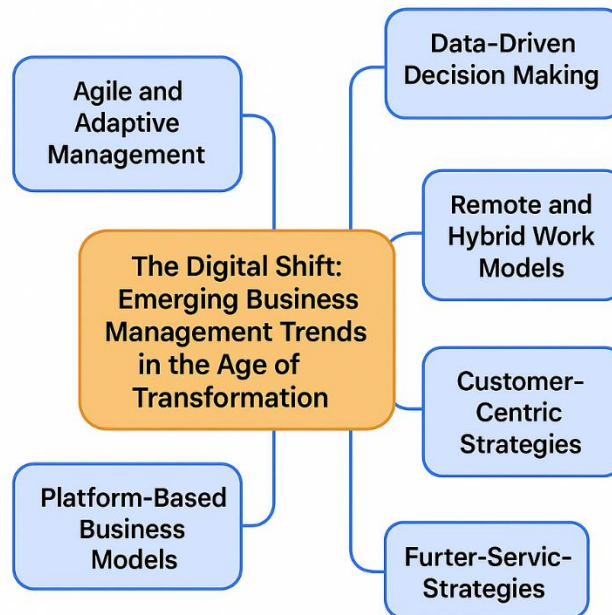 Agile and
Adaptive
Management
Data-Driven
Decision Making
Remote and
Hybrid Work
Models
The Digital Shift:
Emerging Business
Management Trends
in the Age of
Transformation
Customer-
Centric
Strategies
Platform-Based
Business
Models
Furter-Servic-
Strategies